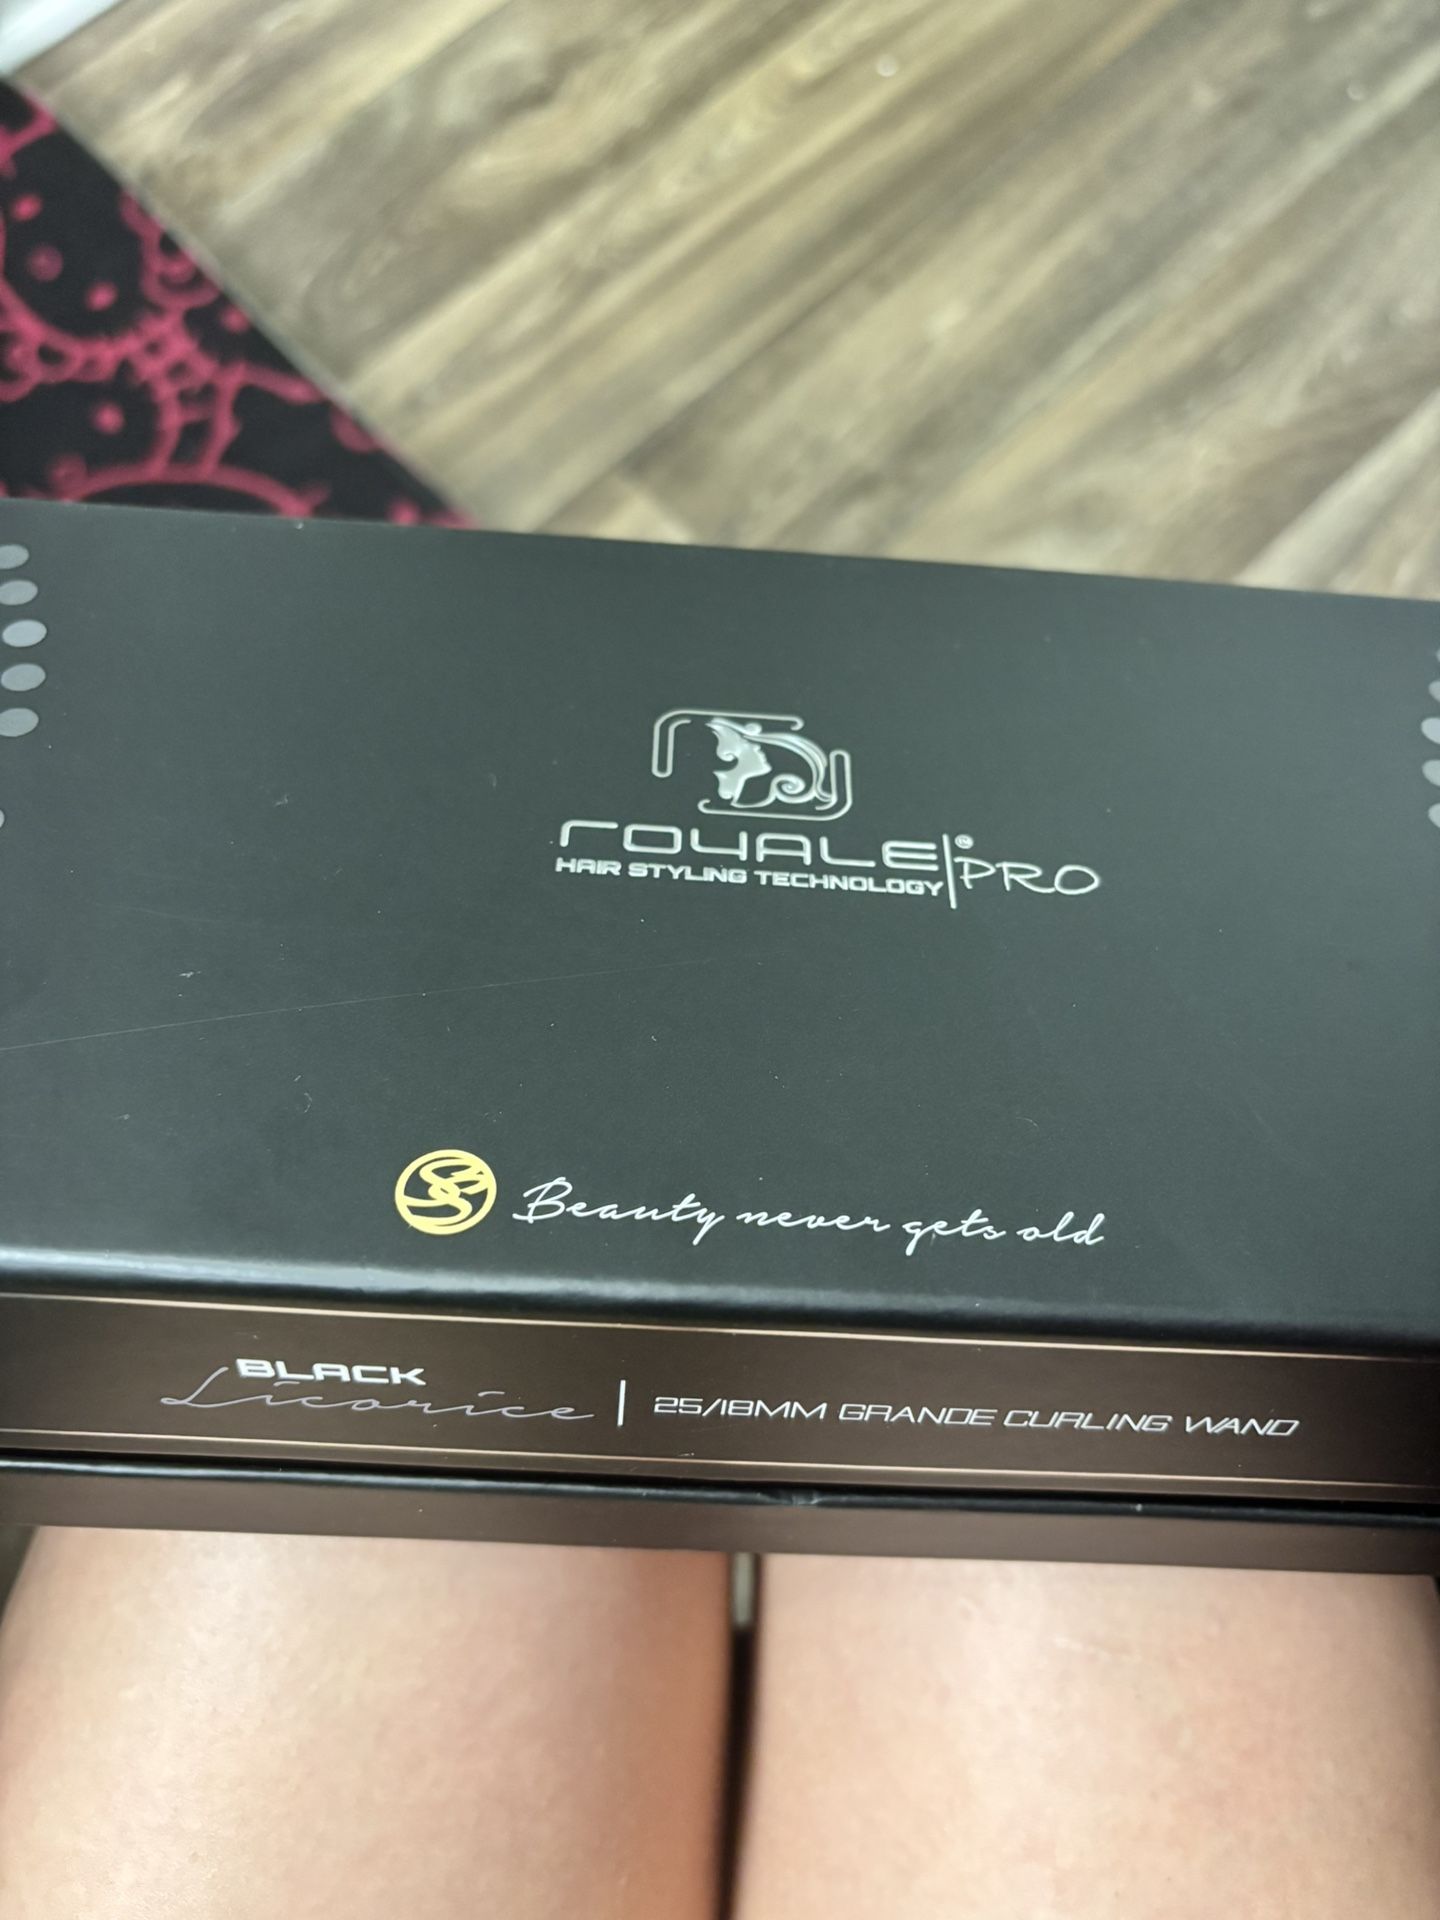 ROYALE
HAIR STYLING TECHNOLOGY
PRO
Beauty never gets old
BLACK
Licorice
25/18MM GRANDE CURLING WAND